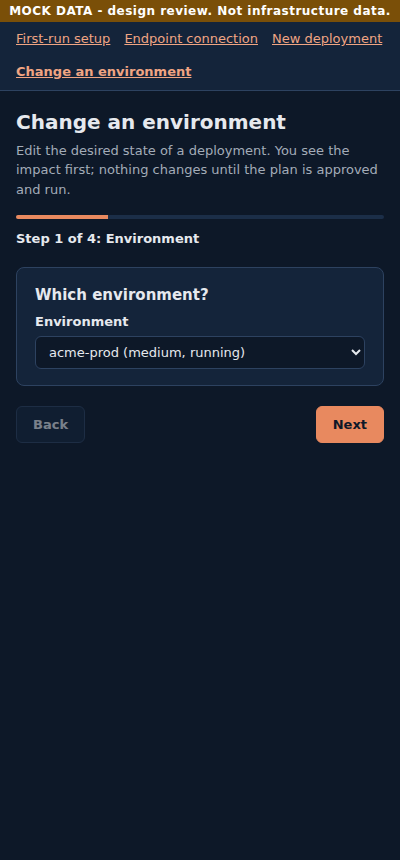 MOCK DATA - design review. Not infrastructure data.
First-run setup Endpoint connection New deployment
Change an environment
Change an environment
Edit the desired state of a deployment. You see the
impact first; nothing changes until the plan is approved
and run.
Step 1 of 4: Environment
Which environment?
Environment
acme-prod (medium, running)
Back Next